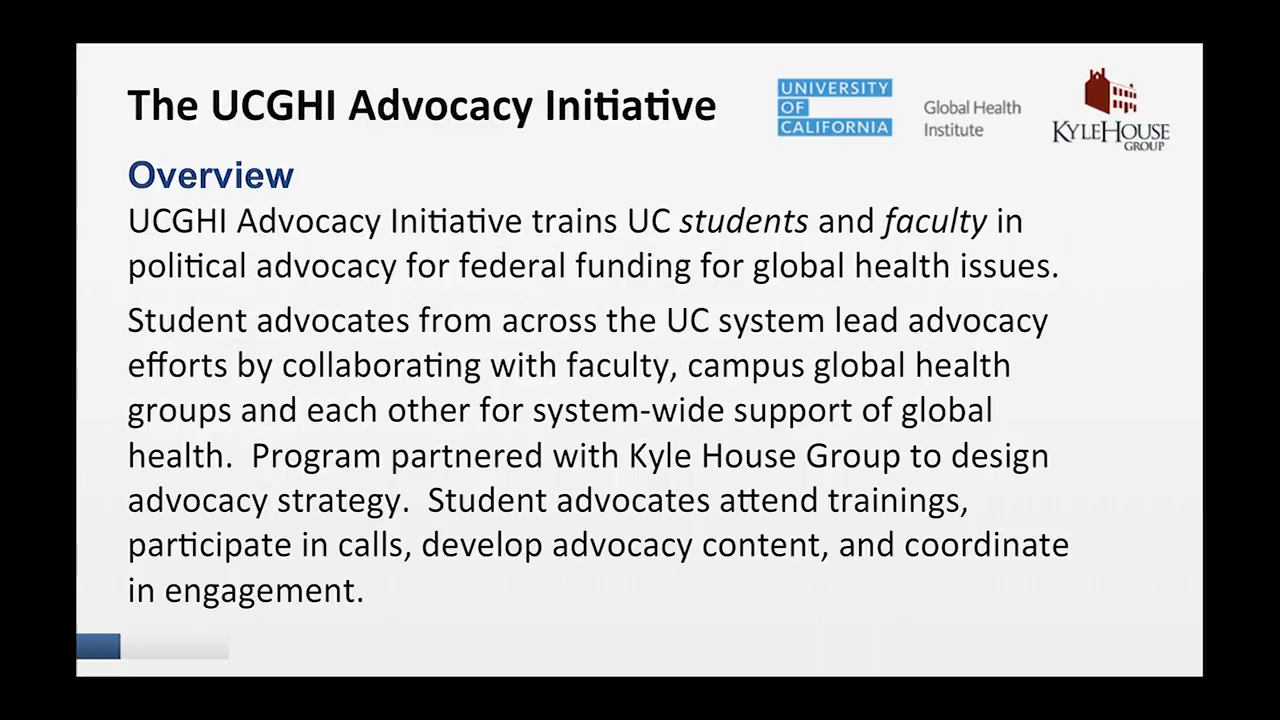 The UCGHI Advocacy Initiative
UNIVERSITY
OF
CALIFORNIA
Global Health
Institute
KYLEHOUSE
GROUP
Overview
UCGHI Advocacy Initiative trains UC students and faculty in
political advocacy for federal funding for global health issues.
Student advocates from across the UC system lead advocacy
efforts by collaborating with faculty, campus global health
groups and each other for system-wide support of global
health.  Program partnered with Kyle House Group to design
advocacy strategy.  Student advocates attend trainings,
participate in calls, develop advocacy content, and coordinate
in engagement.